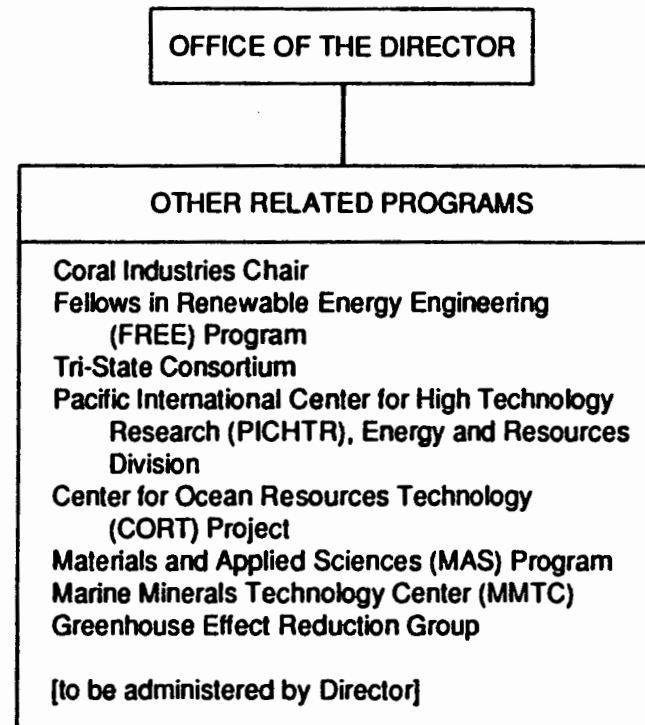 OFFICE OF THE DIRECTOR
OTHER RELATED PROGRAMS
Coral Industries Chair
Fellows in Renewable Energy Engineering
(FREE) Program
Tri-State Consortium
Pacific International Center for High Technology
Research (PICHTR), Energy and Resources
Division
Center for Ocean Resources Technology
(CORT) Project
Materials and Applied Sciences (MAS) Program
Marine Minerals Technology Center (MMTC)
Greenhouse Effect Reduction Group
[to be administered by Director]